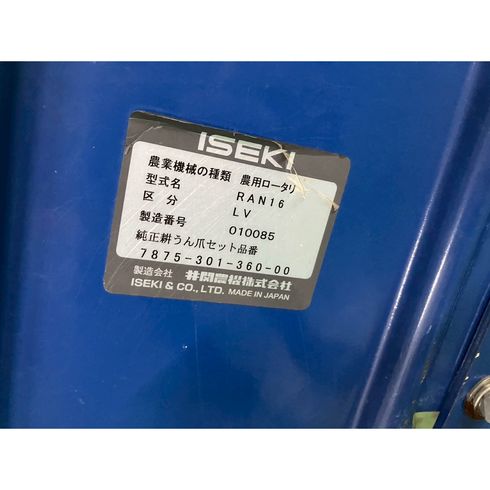 ISEKI
農業機械の種類 農用ロータリ
型式名 RAN16
区分 LV
製造番号 010085
純正耕うん爪セット品番
7875-301-360-00
製造会社 井関農機株式会社
ISEKI & CO., LTD. MADE IN JAPAN